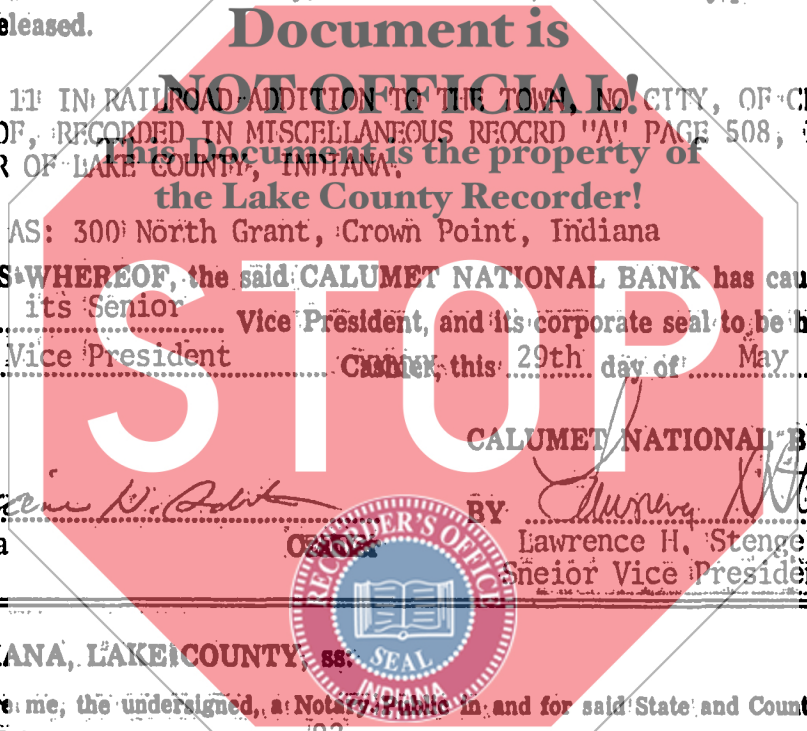 eleased.
Document is
NOT OFFICIAL!
11 IN RAILROAD ADDITION TO THE TOWN, NO CITY, OF C
OF, RECORDED IN MISCELLANEOUS REOCRD "A" PAGE 508,
This Document is the property of
R OF LAKE COUNTY, INDIANA.
the Lake County Recorder!
AS: 300 North Grant, Crown Point, Indiana
S WHEREOF, the said CALUMET NATIONAL BANK has cau
its Senior Vice President, and its corporate seal to be h
Vice President Cashier, this 29th day of May
STOP
CALUMET NATIONAL B
BY
a Cashier Lawrence H. Stenge
Sneior Vice Preside
RECORDER'S OFFICE
SEAL
INDIANA
ANA, LAKE COUNTY, ss:
e me, the undersigned, a Notary Public in and for said State and Count